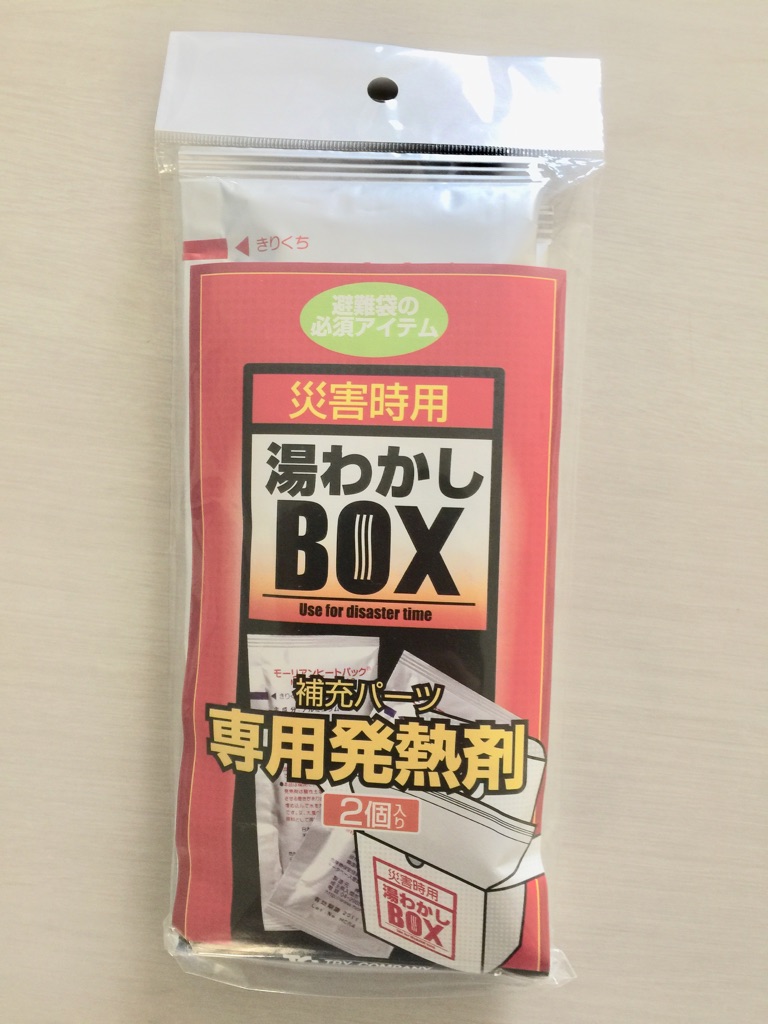 きりくち
避難袋の
必須アイテム
災害時用
湯わかし
BOX
Use for disaster time
モーリアンヒートパック
補充パーツ
専用発熱剤
2個入り
災害時用
湯わかし
BOX
TRY COMPANY